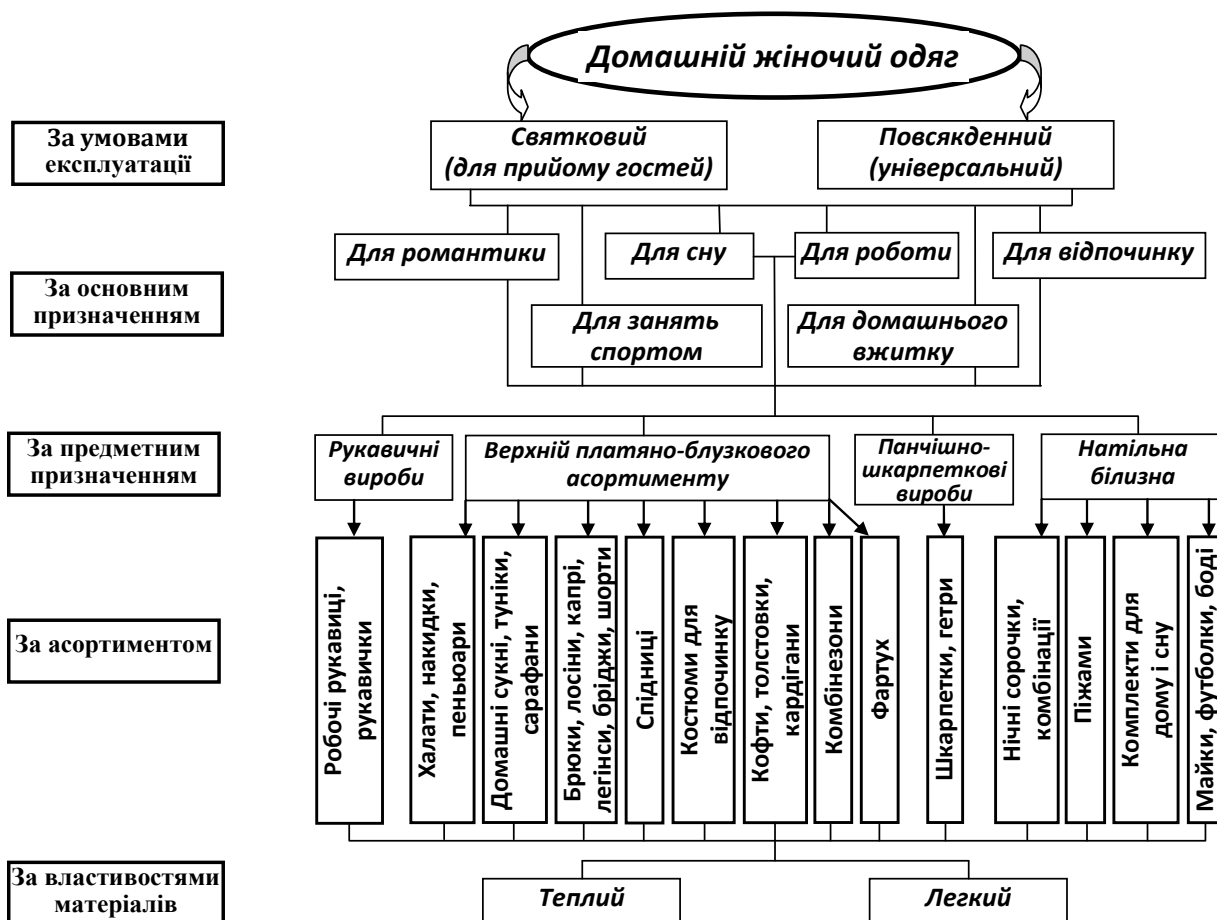 Домашній жіночий одяг
За умовами
експлуатації
Святковий
(для прийому гостей)
Повсякденний
(універсальний)
За основним
призначенням
Для романтики
Для сну
Для роботи
Для відпочинку
Для занять
спортом
Для домашнього
вжитку
За предметним
призначенням
Рукавичні
вироби
Верхній платяно-блузкового
асортименту
Панчішно-
шкарпеткові
вироби
Натільна
білизна
За асортиментом
Робочі рукавиці,
рукавички
Халати, накидки,
пеньюари
Домашні сукні, туніки,
сарафани
Брюки, лосіни, капрі,
легінси, бріджи, шорти
Спідниці
Костюми для
відпочинку
Кофти, толстовки,
кардігани
Комбінезони
Фартух
Шкарпетки, гетри
Нічні сорочки,
комбінації
Піжами
Комплекти для
дому і сну
Майки, футболки, боді
За властивостями
матеріалів
Теплий
Легкий